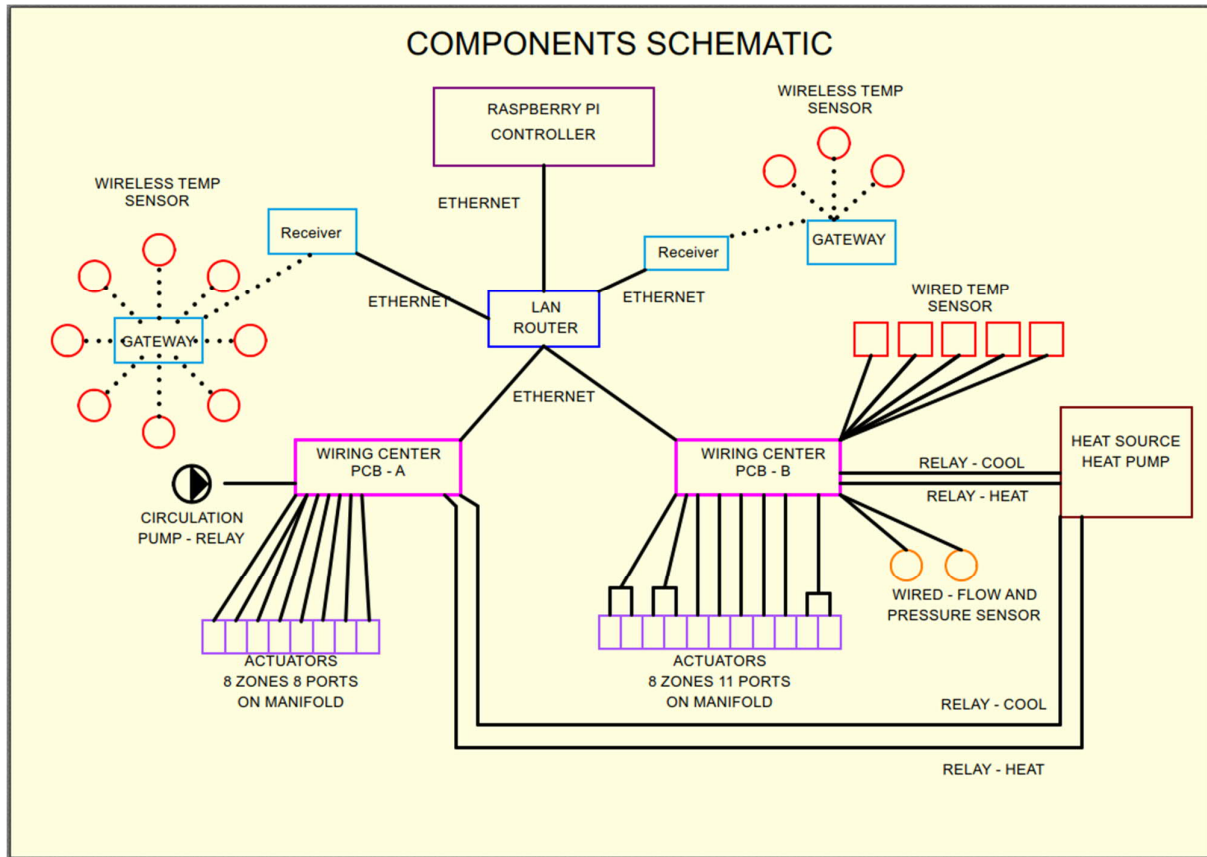 COMPONENTS SCHEMATIC
RASPBERRY PI
CONTROLLER
WIRELESS TEMP
SENSOR
WIRELESS TEMP
SENSOR
ETHERNET
Receiver
GATEWAY
Receiver
ETHERNET
ETHERNET
LAN
ROUTER
WIRED TEMP
SENSOR
GATEWAY
ETHERNET
WIRING CENTER
PCB - A
WIRING CENTER
PCB - B
HEAT SOURCE
HEAT PUMP
RELAY - COOL
RELAY - HEAT
CIRCULATION
PUMP - RELAY
WIRED - FLOW AND
PRESSURE SENSOR
ACTUATORS
8 ZONES 8 PORTS
ON MANIFOLD
ACTUATORS
8 ZONES 11 PORTS
ON MANIFOLD
RELAY - COOL
RELAY - HEAT